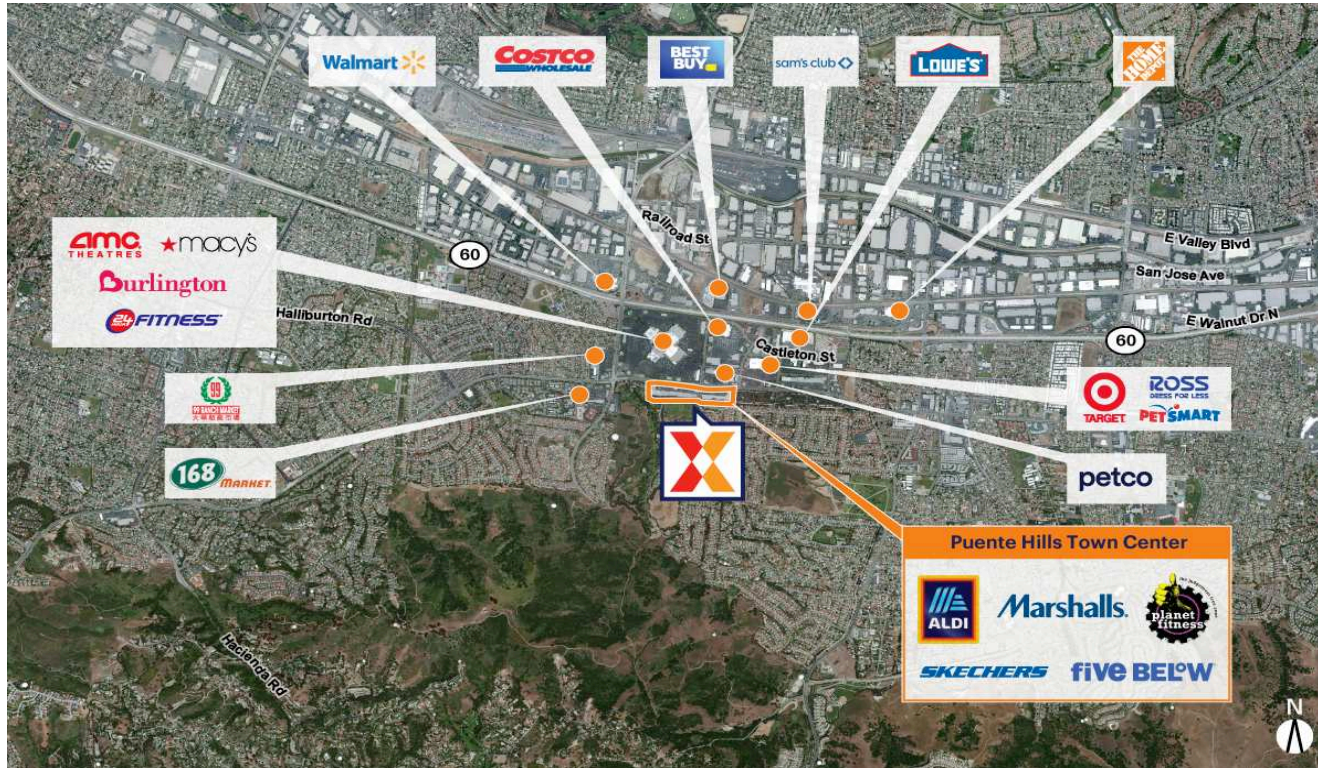 Walmart
COSTCO
WHOLESALE
BEST
BUY
sam's club
LOWE'S
THE
HOME
DEPOT
amc
THEATRES
macy's
Burlington
24
HOUR
FITNESS
99
99 RANCH MARKET
168
MARKET
60
Railroad St
Halliburton Rd
E Valley Blvd
San Jose Ave
E Walnut Dr N
60
Castleton St
TARGET
ROSS
DRESS FOR LESS
PETSMART
petco
Puente Hills Town Center
ALDI
Marshalls
planet
fitness
SKECHERS
five BELOW
Hacienda Rd
N